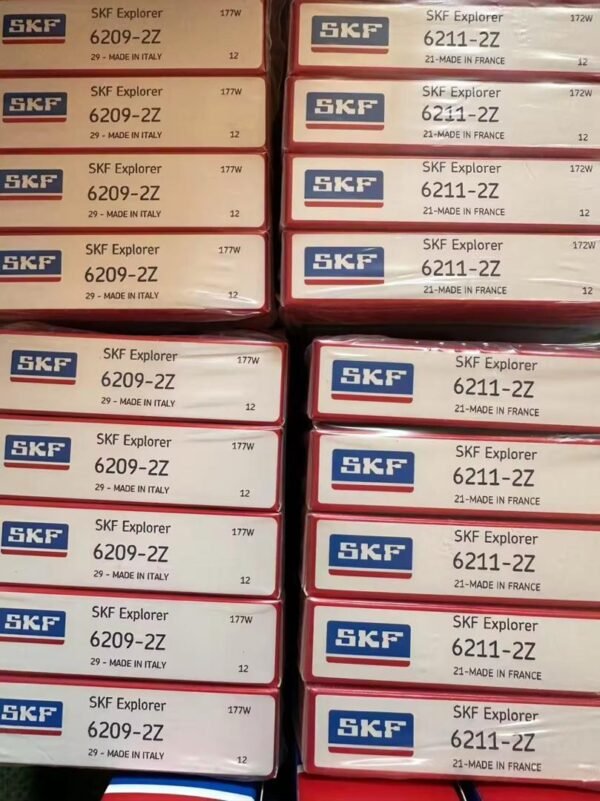 SKF
SKF Explorer
177W
6209-2Z
29 - MADE IN ITALY
12
SKF
SKF Explorer
177W
6209-2Z
29 - MADE IN ITALY
12
SKF
SKF Explorer
177W
6209-2Z
29 - MADE IN ITALY
12
SKF
SKF Explorer
177W
6209-2Z
29 - MADE IN ITALY
12
SKF
SKF Explorer
177W
6209-2Z
29 - MADE IN ITALY
12
SKF
SKF Explorer
177W
6209-2Z
29 - MADE IN ITALY
12
SKF
SKF Explorer
177W
6209-2Z
29 - MADE IN ITALY
12
SKF
SKF Explorer
177W
6209-2Z
29 - MADE IN ITALY
12
SKF
SKF Explorer
177W
6209-2Z
29 - MADE IN ITALY
12
SKF
SKF Explorer
172W
6211-2Z
21-MADE IN FRANCE
12
SKF
SKF Explorer
172W
6211-2Z
21-MADE IN FRANCE
12
SKF
SKF Explorer
172W
6211-2Z
21-MADE IN FRANCE
12
SKF
SKF Explorer
172W
6211-2Z
21-MADE IN FRANCE
12
SKF
SKF Explorer
6211-2Z
21-MADE IN FRANCE
SKF
SKF Explorer
6211-2Z
21-MADE IN FRANCE
SKF
SKF Explorer
6211-2Z
21-MADE IN FRANCE
SKF
SKF Explorer
6211-2Z
21-MADE IN FRANCE
SKF
SKF Explorer
6211-2Z
21-MADE IN FRANCE